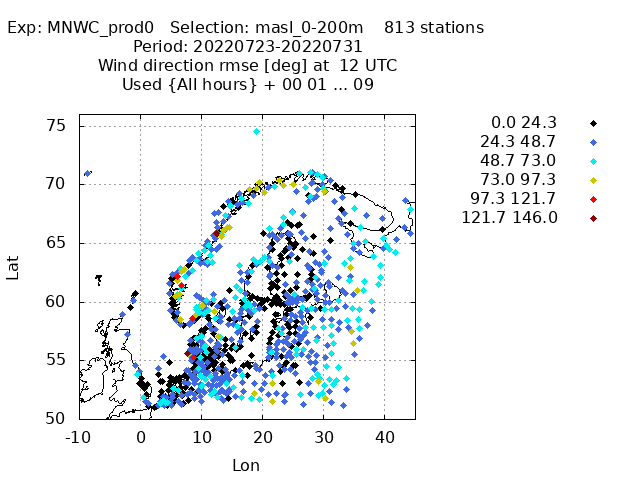 Exp: MNWC_prod0 Selection: masl_0-200m 813 stations
Period: 20220723-20220731
Wind direction rmse [deg] at 12 UTC
Used {All hours} + 00 01 ... 09
0.0 24.3
24.3 48.7
48.7 73.0
73.0 97.3
97.3 121.7
121.7 146.0
75
70
65
60
55
50
Lat
-10 0 10 20 30 40
Lon